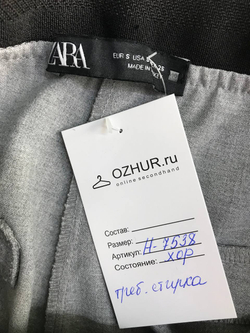 ZARA
EUR S USA S
MADE IN
OZHUR.ru
online secondhand
Состав:
Размер:
Артикул: H-7538
Состояние: хор
треб. стирка